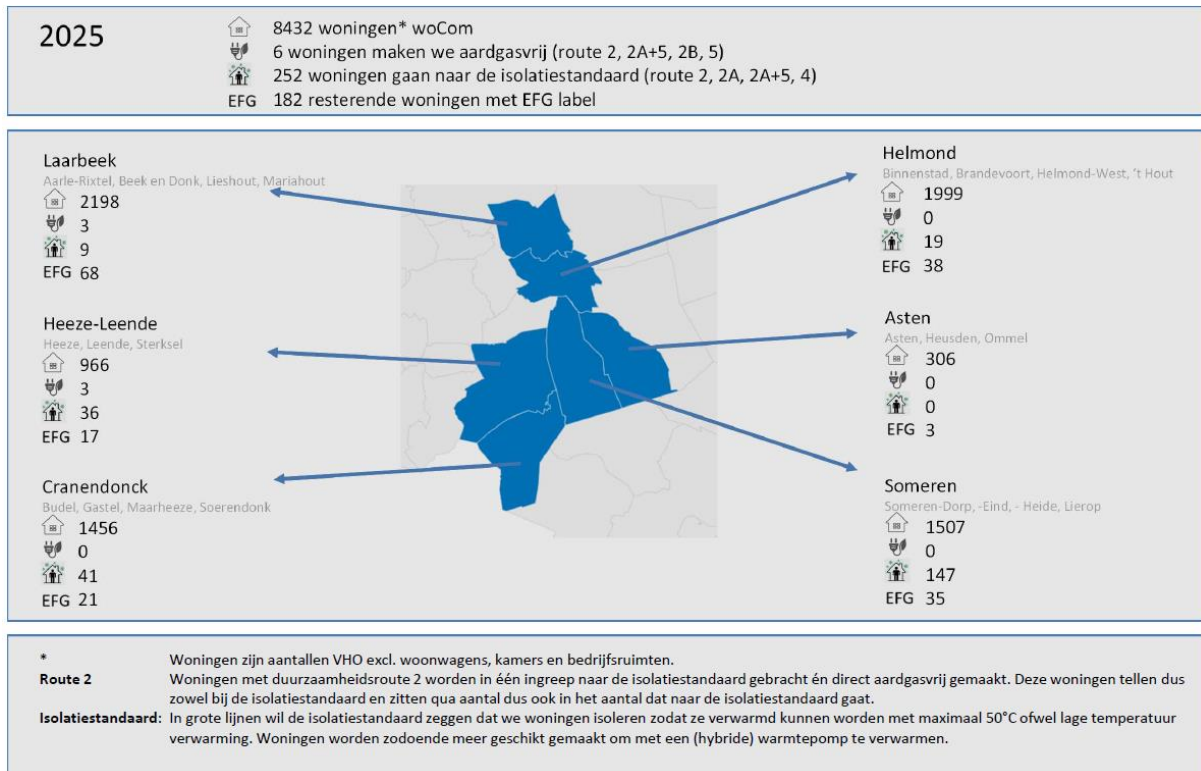 2025
8432 woningen* woCom
6 woningen maken we aardgasvrij (route 2, 2A+5, 2B, 5)
252 woningen gaan naar de isolatiestandaard (route 2, 2A, 2A+5, 4)
EFG 182 resterende woningen met EFG label
Laarbeek
Aarle-Rixtel, Beek en Donk, Lieshout, Mariahout
2198
3
9
EFG 68
Heeze-Leende
Heeze, Leende, Sterksel
966
3
36
EFG 17
Cranendonck
Budel, Gastel, Maarheeze, Soerendonk
1456
0
41
EFG 21
Helmond
Binnenstad, Brandevoort, Helmond-West, 't Hout
1999
0
19
EFG 38
Asten
Asten, Heusden, Ommel
306
0
0
EFG 3
Someren
Someren-Dorp, -Eind, - Heide, Lierop
1507
0
147
EFG 35
* Woningen zijn aantallen VHO excl. woonwagens, kamers en bedrijfsruimten.
Route 2 Woningen met duurzaamheidsroute 2 worden in één ingreep naar de isolatiestandaard gebracht én direct aardgasvrij gemaakt. Deze woningen tellen dus
zowel bij de isolatiestandaard en zitten qua aantal dus ook in het aantal dat naar de isolatiestandaard gaat.
Isolatiestandaard: In grote lijnen wil de isolatiestandaard zeggen dat we woningen isoleren zodat ze verwarmd kunnen worden met maximaal 50°C ofwel lage temperatuur
verwarming. Woningen worden zodoende meer geschikt gemaakt om met een (hybride) warmtepomp te verwarmen.